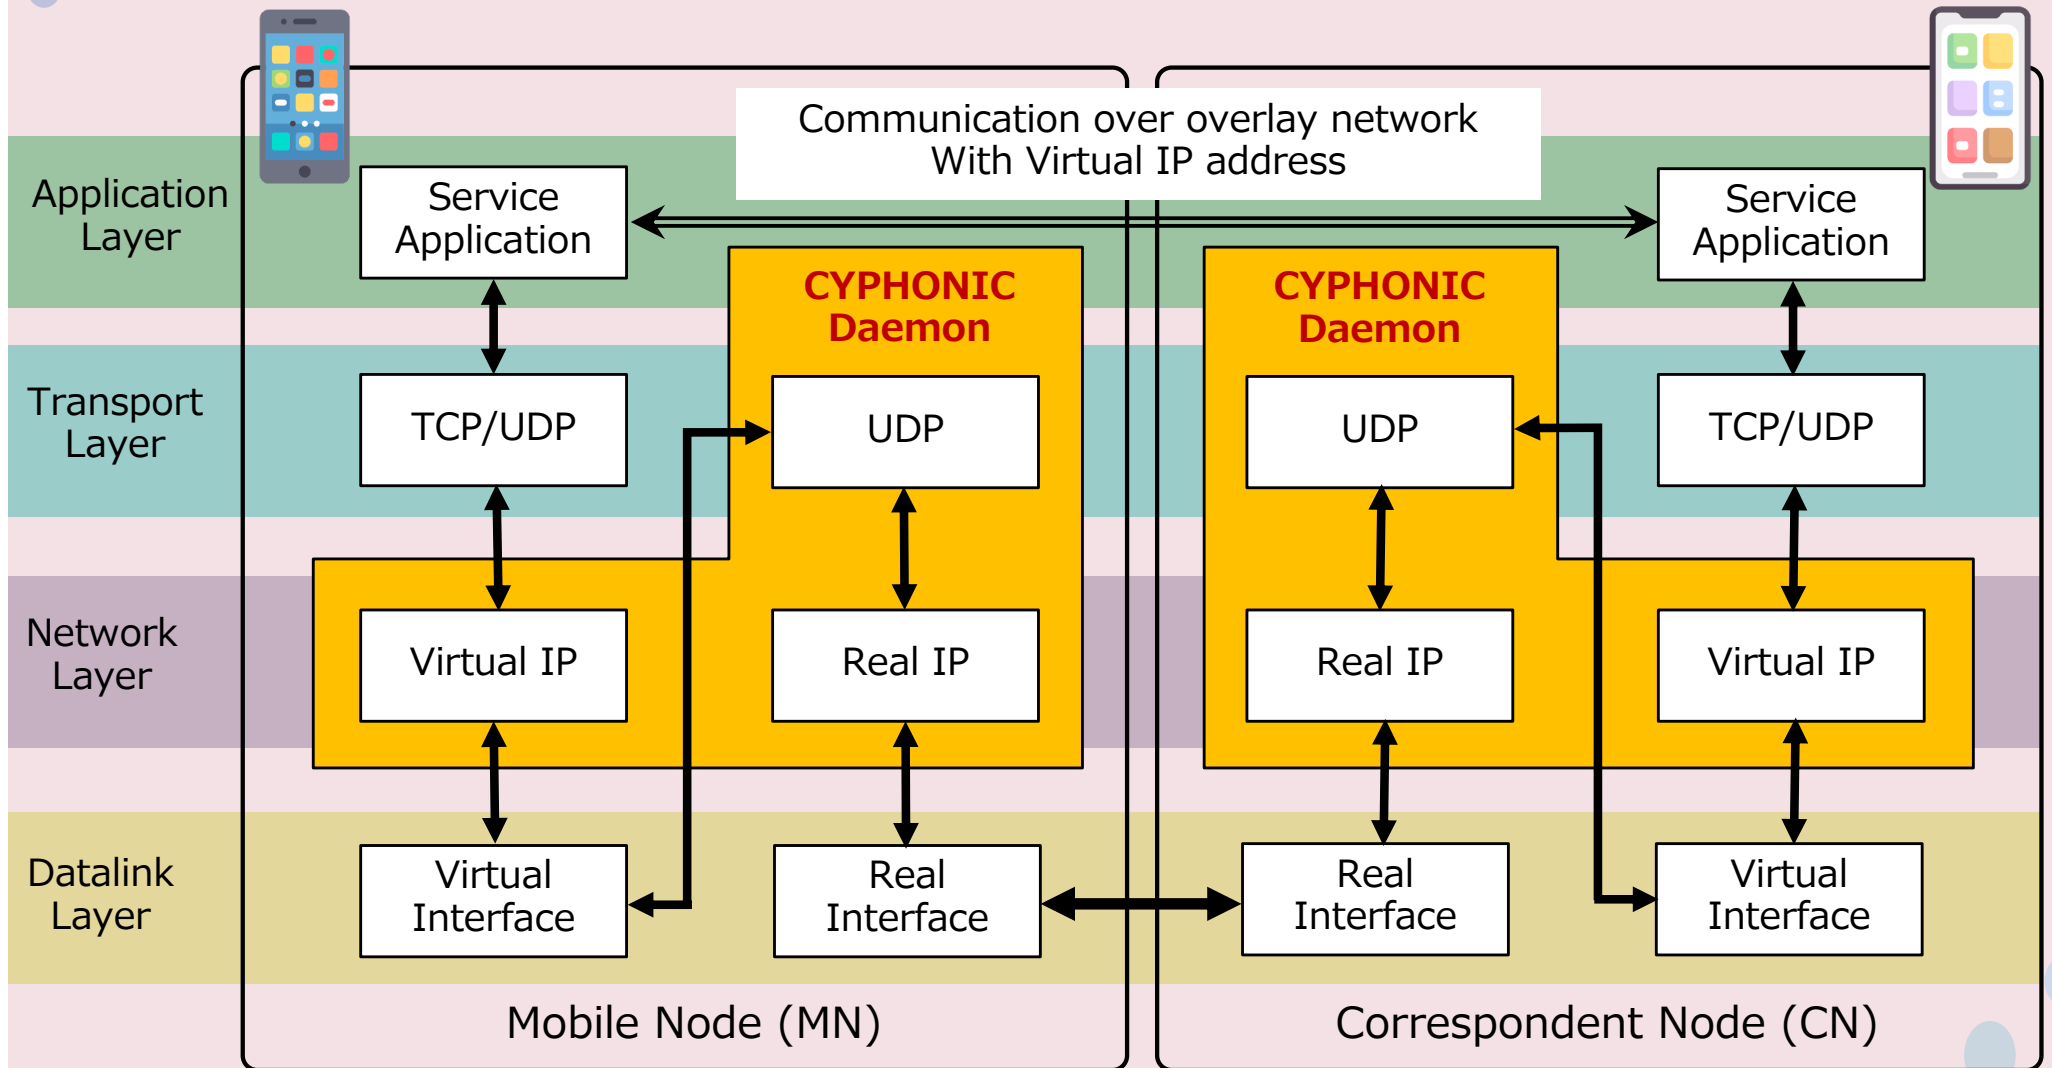 Communication over overlay network
With Virtual IP address
Application
Layer
Service
Application
Service
Application
CYPHONIC
Daemon
CYPHONIC
Daemon
Transport
Layer
TCP/UDP
UDP
UDP
TCP/UDP
Network
Layer
Virtual IP
Real IP
Real IP
Virtual IP
Datalink
Layer
Virtual
Interface
Real
Interface
Real
Interface
Virtual
Interface
Mobile Node (MN)
Correspondent Node (CN)